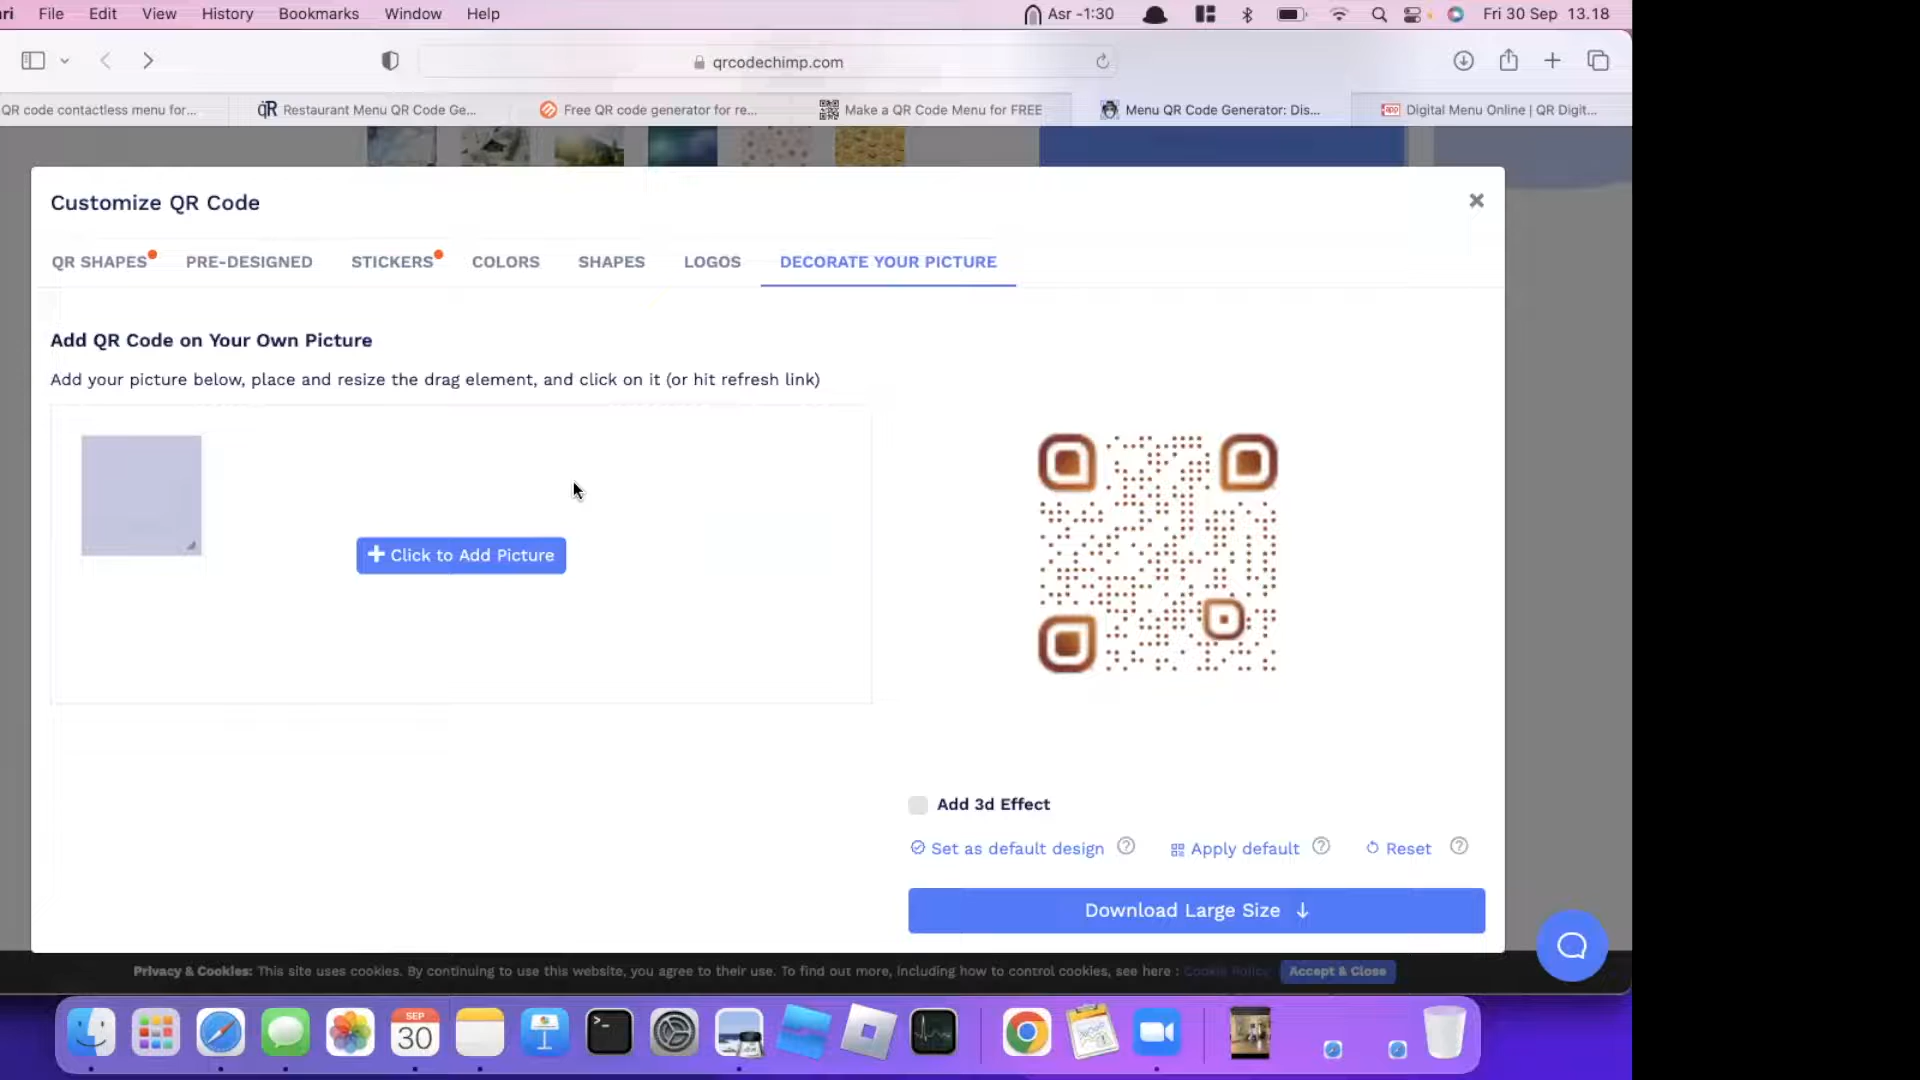 ri File Edit View History Bookmarks Window Help Asr -1:30 Fri 30 Sep 13.18
qrcodechimp.com
QR code contactless menu for... Restaurant Menu QR Code Ge... Free QR code generator for re... Make a QR Code Menu for FREE Menu QR Code Generator: Dis... Digital Menu Online | QR Digit...
Customize QR Code
QR SHAPES PRE-DESIGNED STICKERS COLORS SHAPES LOGOS DECORATE YOUR PICTURE
Add QR Code on Your Own Picture
Add your picture below, place and resize the drag element, and click on it (or hit refresh link)
Click to Add Picture
Add 3d Effect
Set as default design Apply default Reset
Download Large Size
Privacy & Cookies: This site uses cookies. By continuing to use this website, you agree to their use. To find out more, including how to control cookies, see here : Cookie Policy Accept & Close
SEP
30